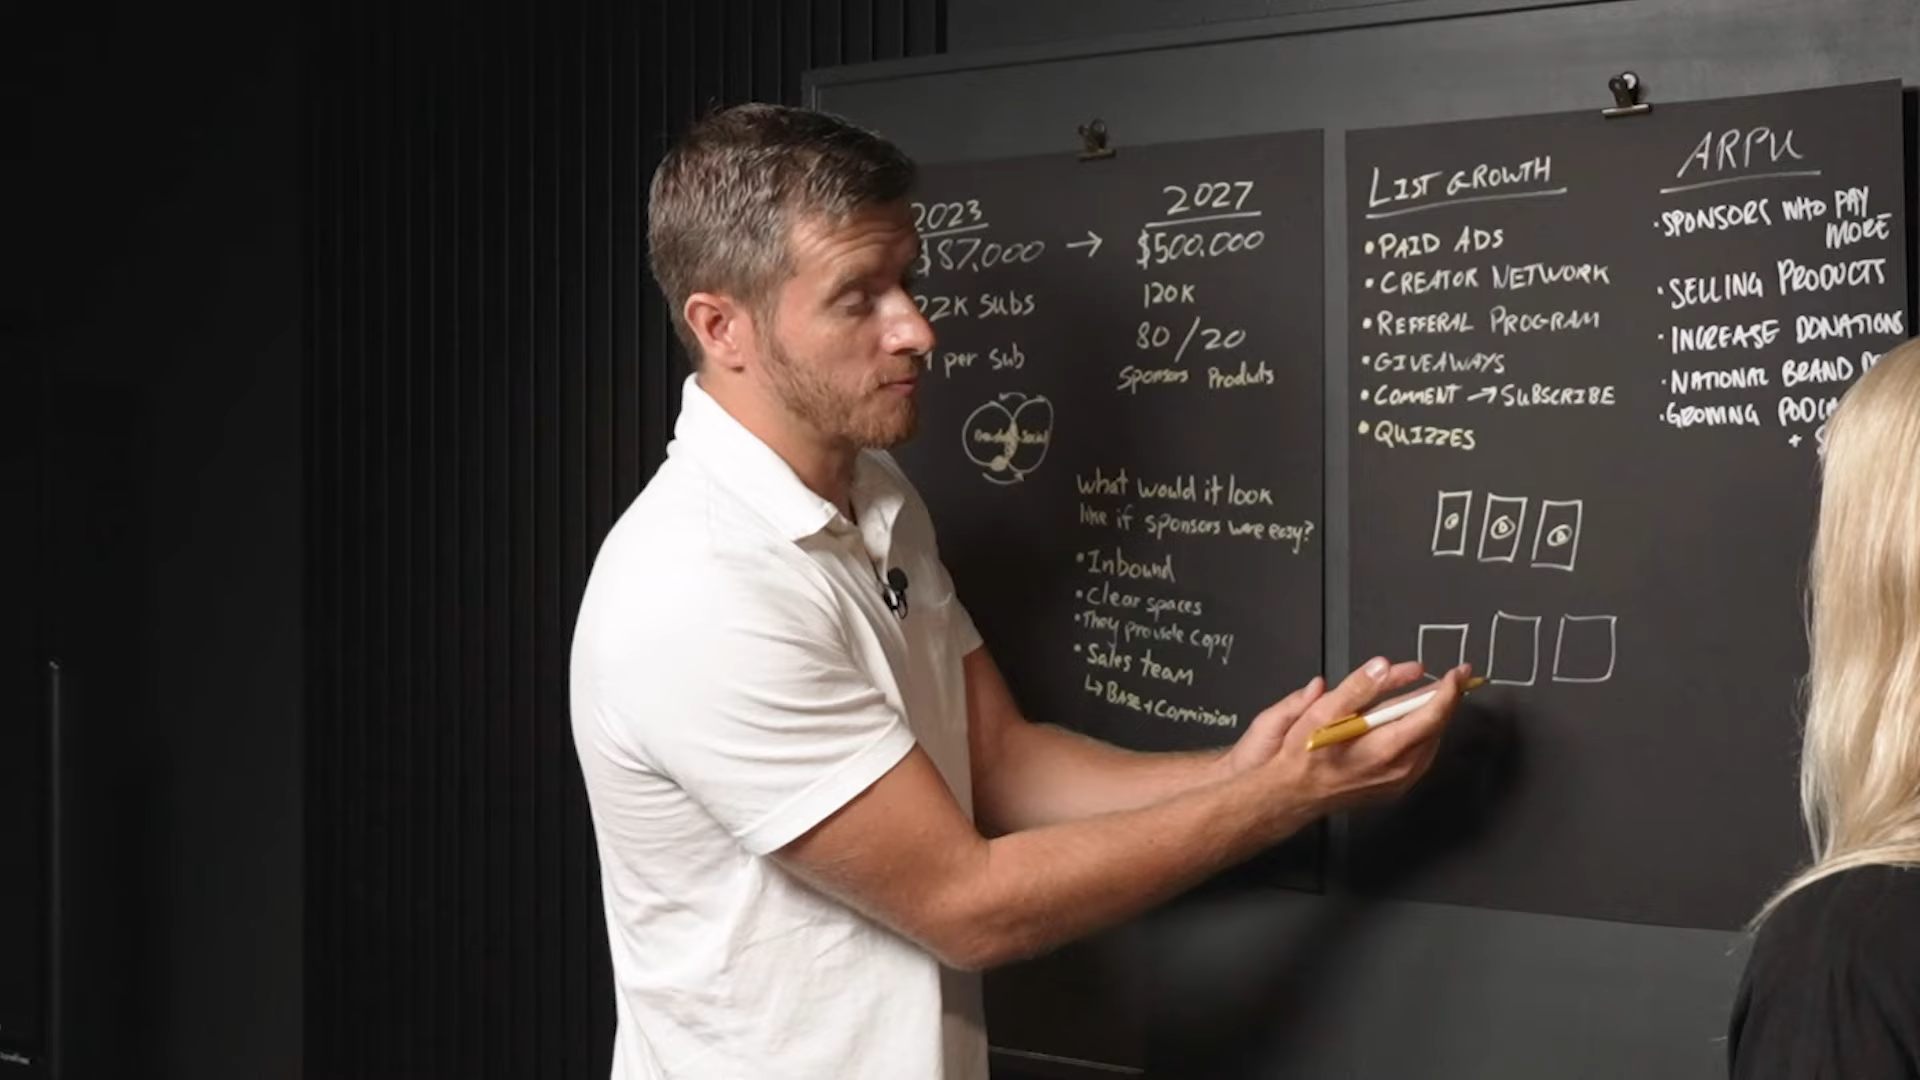 2023
$87,000 →
22K Subs
per Sub
2027
$500,000
120K
80/20
Sponsors Products
What would it look
like if sponsors were easy?
• Inbound
• Clear spaces
• They provide copy
• Sales team
↳ Base + Commission
LIST GROWTH
• PAID ADS
• CREATOR NETWORK
• REFFERAL PROGRAM
• GIVEAWAYS
• COMMENT → SUBSCRIBE
• QUIZZES
ARPU
• SPONSORS WHO PAY
MORE
• SELLING PRODUCTS
• INCREASE DONATIONS
• NATIONAL BRAND
• GROWING
+